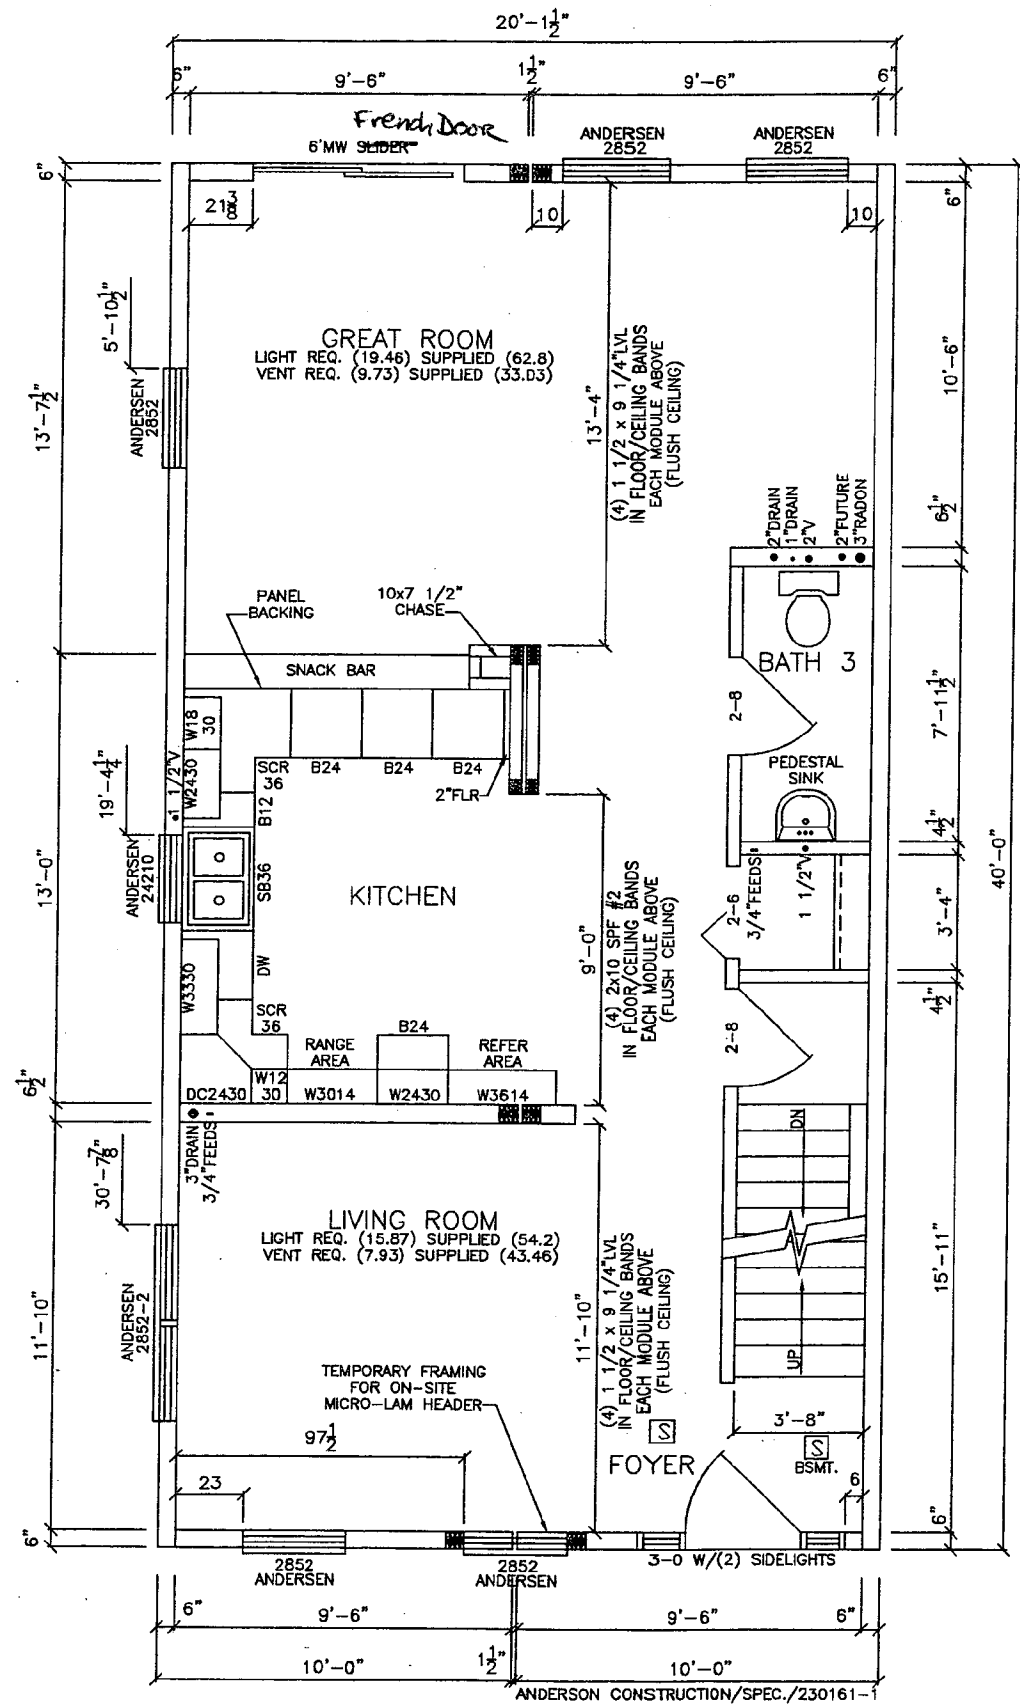 20'-1 1/2"
6"
9'-6"
1 1/2"
9'-6"
6"
French Door
6'MW SLIDER
ANDERSEN
2852
ANDERSEN
2852
6"
21 3/8
10
10
6"
5'-10 1/2"
GREAT ROOM
LIGHT REQ. (19.46) SUPPLIED (62.8)
VENT REQ. (9.73) SUPPLIED (33.03)
13'-7 1/2"
ANDERSEN
2852
13'-4"
(4) 1 1/2 x 9 1/4"LVL
IN FLOOR/CEILING BANDS
EACH MODULE ABOVE
(FLUSH CEILING)
10'-6"
6 1/2"
2"DRAIN
1"DRAIN
2"V
2"FUTURE
3"RADON
PANEL
BACKING
10x7 1/2"
CHASE
SNACK BAR
BATH 3
2-8
7'-11 1/2"
W18
30
W2430
1 1/2"V
SCR
36
B24
B24
B24
2"FLR
B12
PEDESTAL
SINK
19'-4 1/4"
4 1/2"
40'-0"
ANDERSEN
24210
13'-0"
SB36
KITCHEN
2-6
3/4"FEEDS
1 1/2"V
3'-4"
9'-0"
(4) 2x10 SPF #2
IN FLOOR/CEILING BANDS
EACH MODULE ABOVE
(FLUSH CEILING)
W3330
DW
SCR
36
B24
4 1/2"
2-8
RANGE
AREA
REFER
AREA
DC2430
W12
30
W3014
W2430
W3614
6 1/2"
3"DRAIN
3/4"FEEDS
30'-7 7/8"
DN
LIVING ROOM
LIGHT REQ. (15.87) SUPPLIED (54.2)
VENT REQ. (7.93) SUPPLIED (43.46)
15'-11"
11'-10"
ANDERSEN
2852-2
11'-10"
(4) 1 1/2 x 9 1/4"LVL
IN FLOOR/CEILING BANDS
EACH MODULE ABOVE
(FLUSH CEILING)
UP
TEMPORARY FRAMING
FOR ON-SITE
MICRO-LAM HEADER
3'-8"
97 1/2
S
S
FOYER
BSMT.
23
6
6"
6"
2852
ANDERSEN
2852
ANDERSEN
3-0 W/(2) SIDELIGHTS
6"
9'-6"
9'-6"
6"
10'-0"
1 1/2"
10'-0"
ANDERSON CONSTRUCTION/SPEC./230161-1